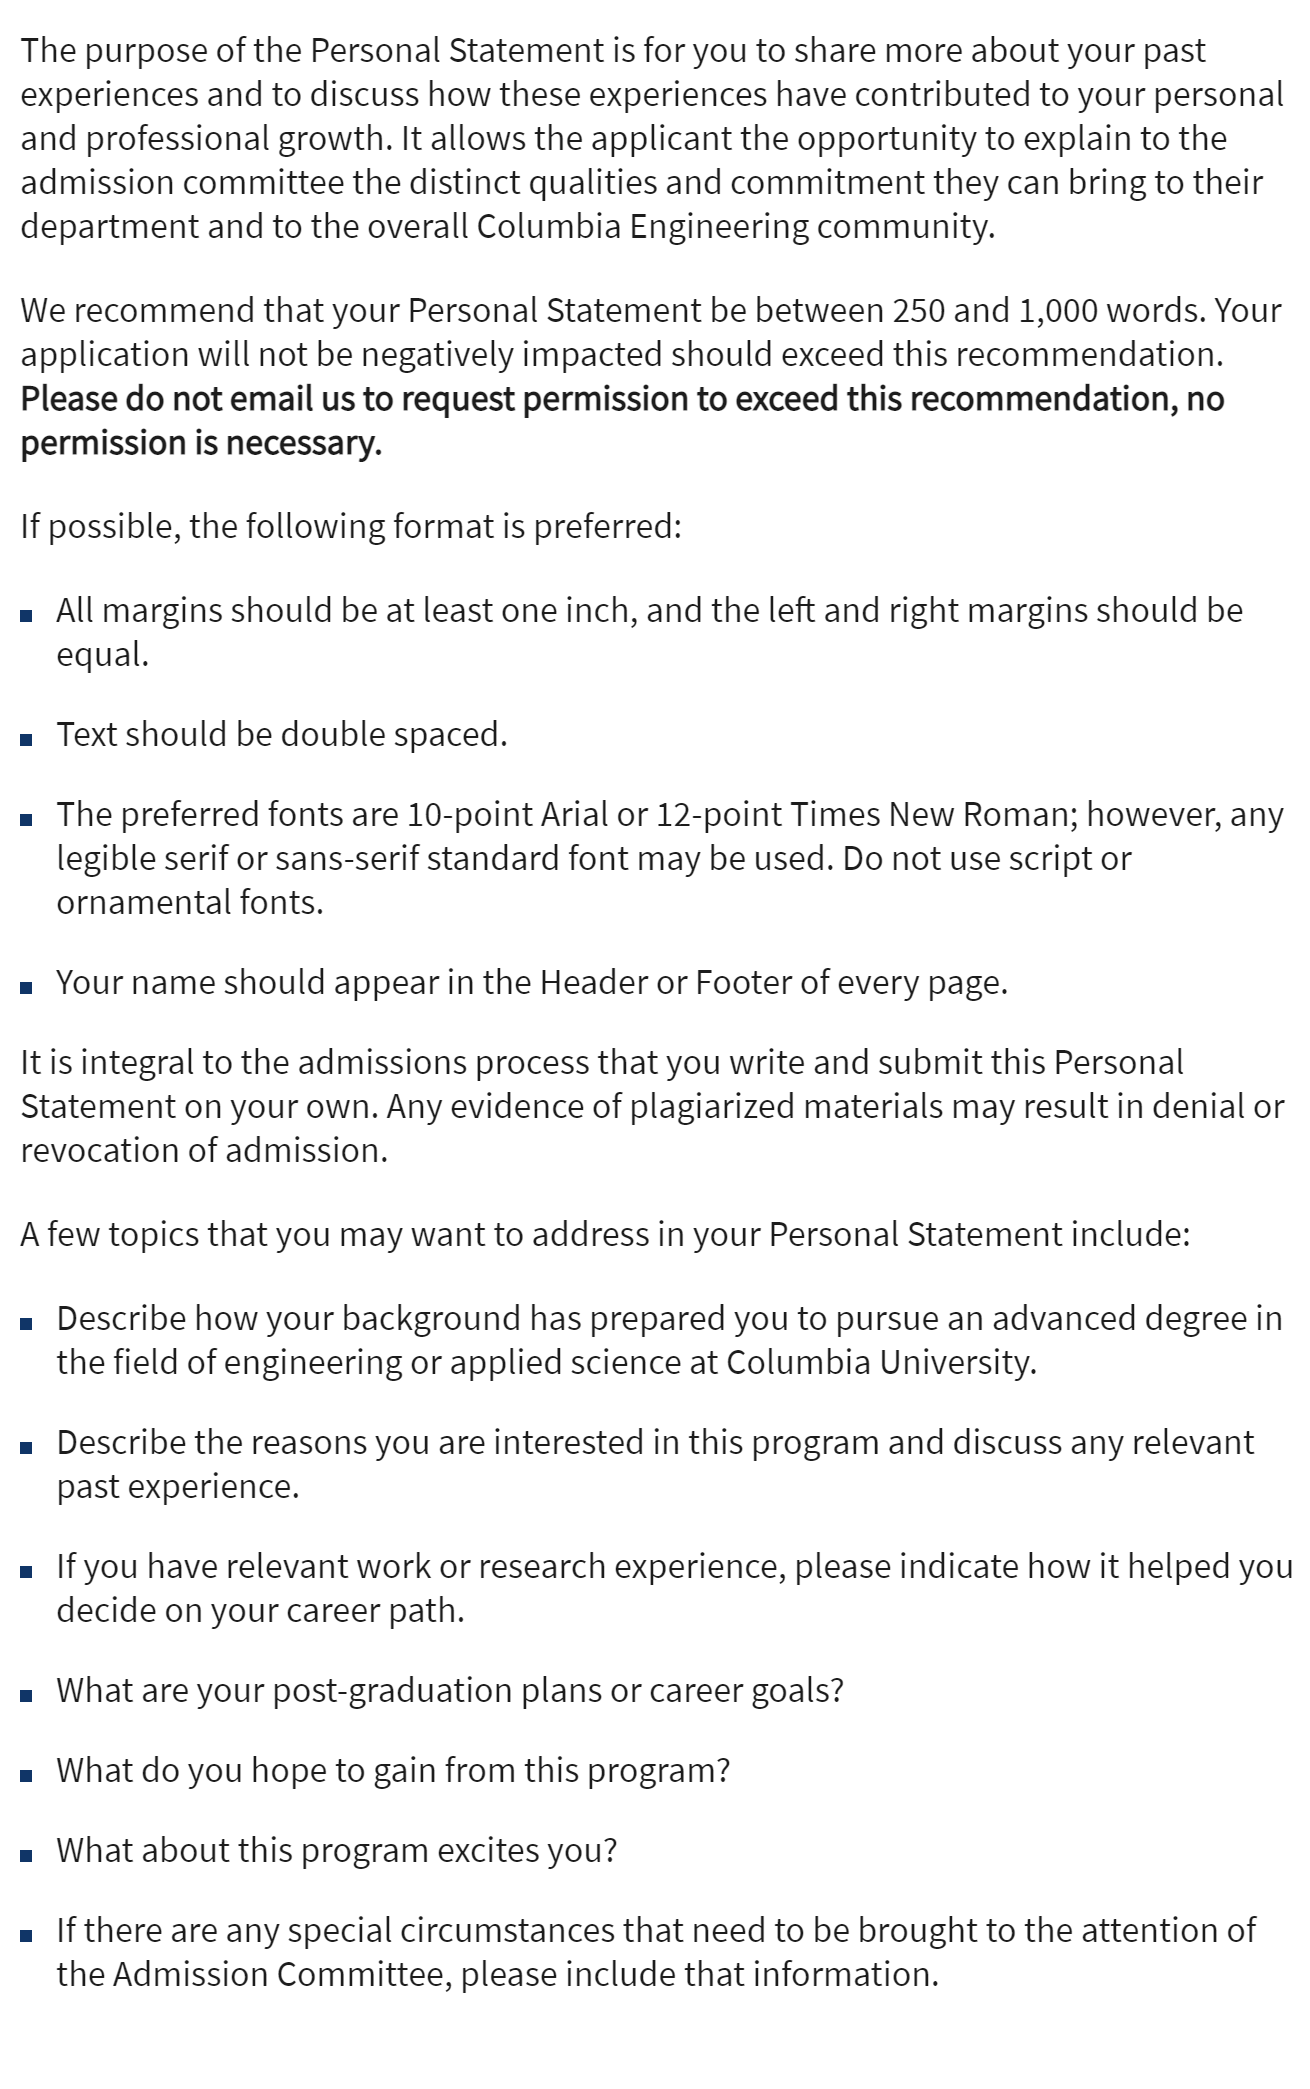 The purpose of the Personal Statement is for you to share more about your past
experiences and to discuss how these experiences have contributed to your personal
and professional growth. It allows the applicant the opportunity to explain to the
admission committee the distinct qualities and commitment they can bring to their
department and to the overall Columbia Engineering community.
We recommend that your Personal Statement be between 250 and 1,000 words. Your
application will not be negatively impacted should exceed this recommendation.
Please do not email us to request permission to exceed this recommendation, no
permission is necessary.
If possible, the following format is preferred:
All margins should be at least one inch, and the left and right margins should be
equal.
Text should be double spaced.
The preferred fonts are 10-point Arial or 12-point Times New Roman; however, any
legible serif or sans-serif standard font may be used. Do not use script or
ornamental fonts.
Your name should appear in the Header or Footer of every page.
It is integral to the admissions process that you write and submit this Personal
Statement on your own. Any evidence of plagiarized materials may result in denial or
revocation of admission.
A few topics that you may want to address in your Personal Statement include:
Describe how your background has prepared you to pursue an advanced degree in
the field of engineering or applied science at Columbia University.
Describe the reasons you are interested in this program and discuss any relevant
past experience.
If you have relevant work or research experience, please indicate how it helped you
decide on your career path.
What are your post-graduation plans or career goals?
What do you hope to gain from this program?
What about this program excites you?
If there are any special circumstances that need to be brought to the attention of
the Admission Committee, please include that information.